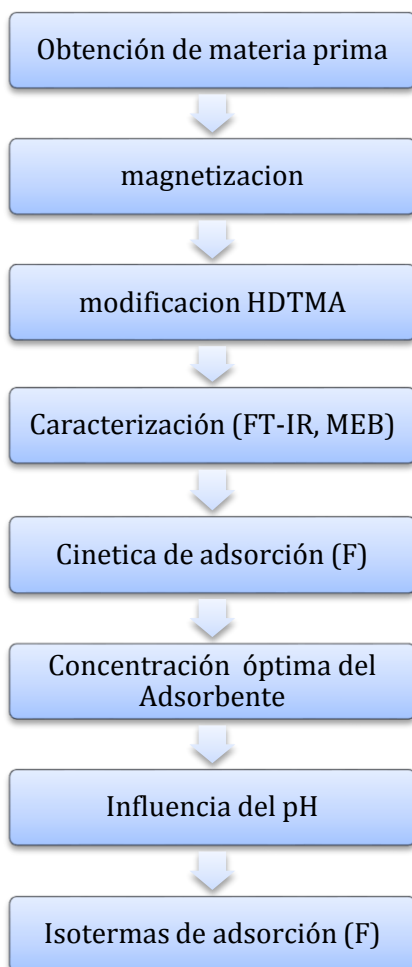 Obtención de materia prima
magnetizacion
modificacion HDTMA
Caracterización (FT-IR, MEB)
Cinetica de adsorción (F)
Concentración óptima del
Adsorbente
Influencia del pH
Isotermas de adsorción (F)